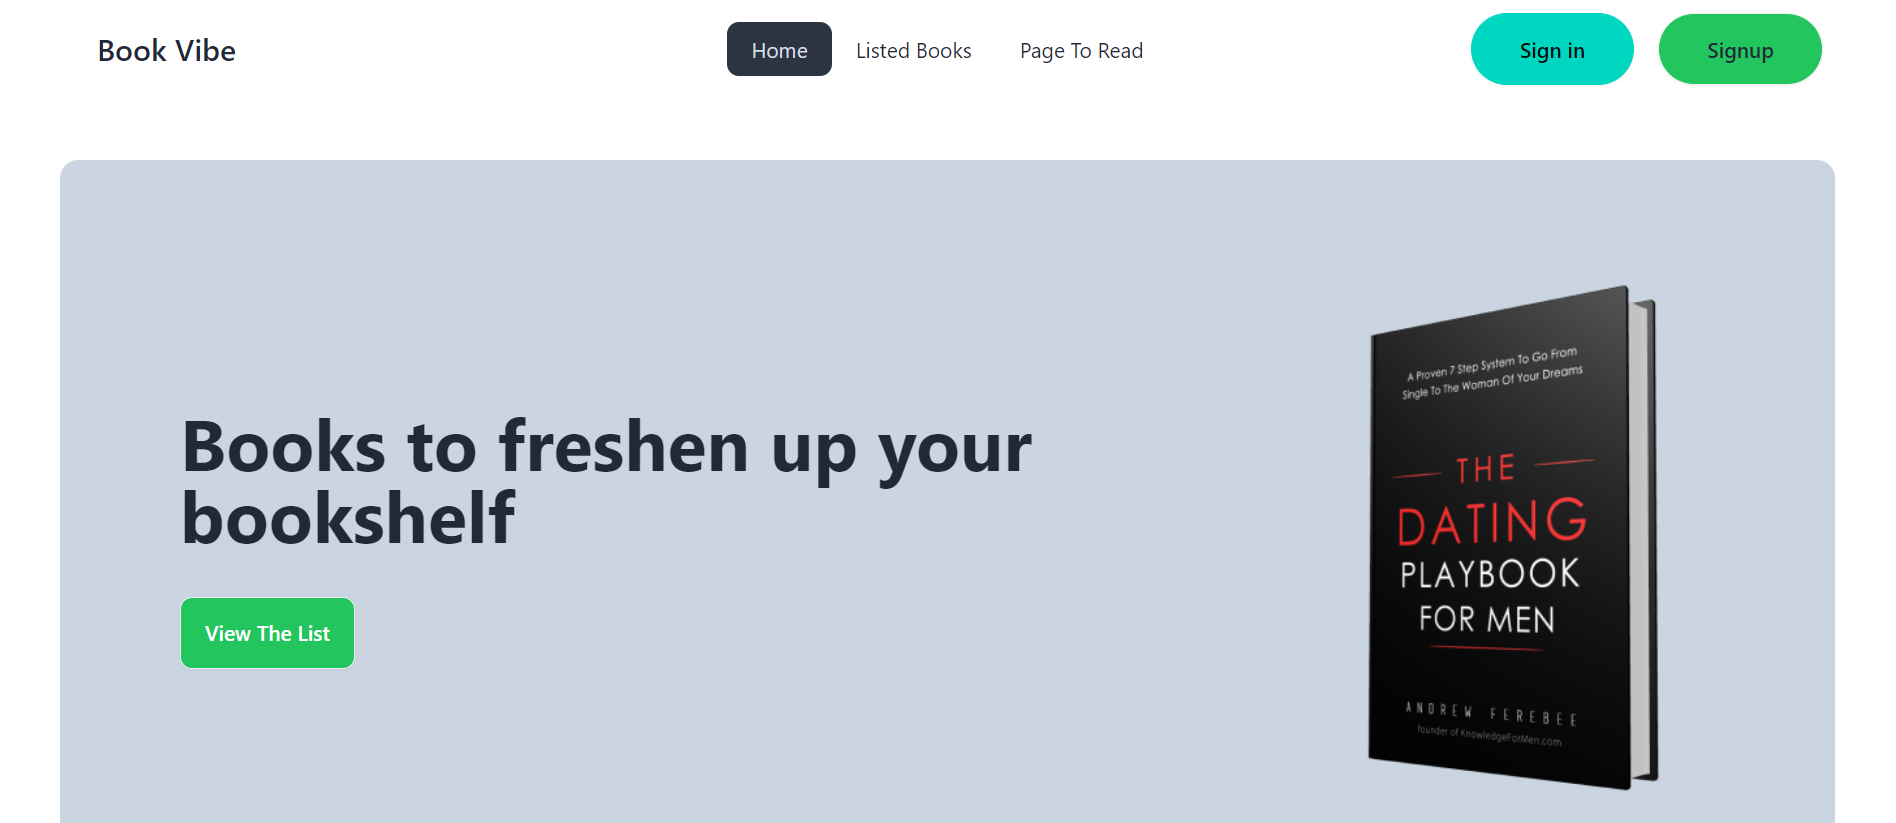 Book Vibe
Home
Listed Books
Page To Read
Sign in
Signup
Books to freshen up your
bookshelf
View The List
A Proven 7 Step System To Go From
Single To The Woman Of Your Dreams
THE
DATING
PLAYBOOK
FOR MEN
ANDREW FEREBEE
founder of KnowledgeForMen.com